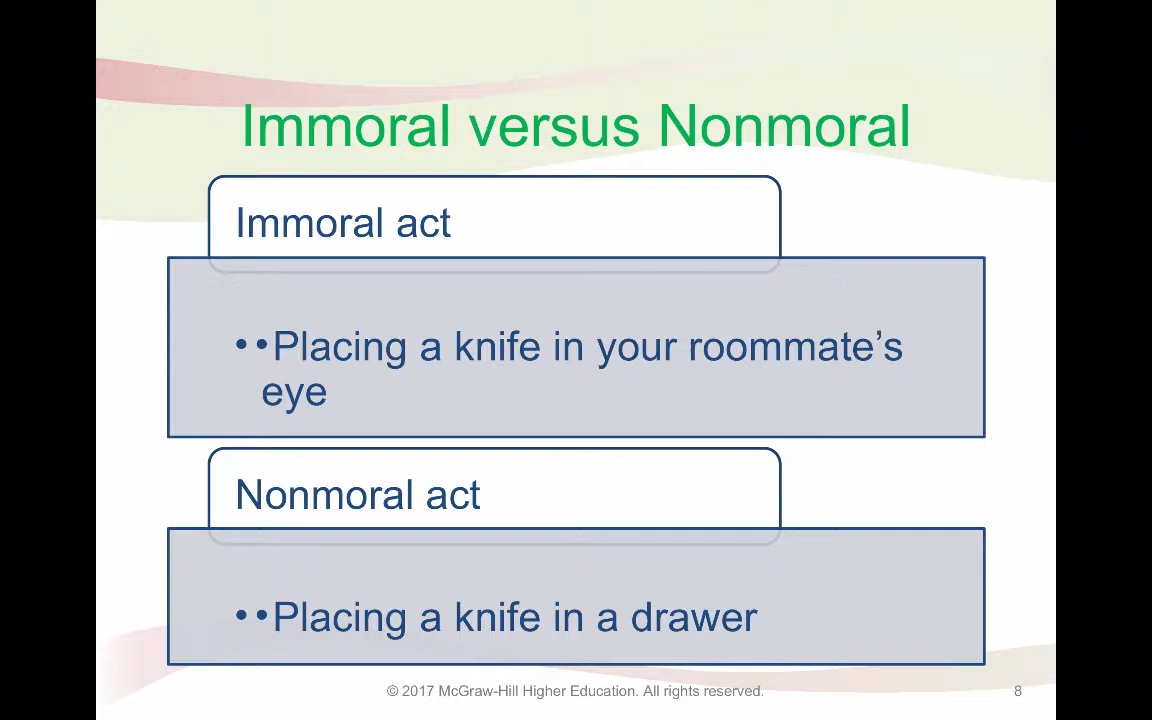 Immoral versus Nonmoral
Immoral act
• •Placing a knife in your roommate’s
eye
Nonmoral act
• •Placing a knife in a drawer
© 2017 McGraw-Hill Higher Education. All rights reserved.
8